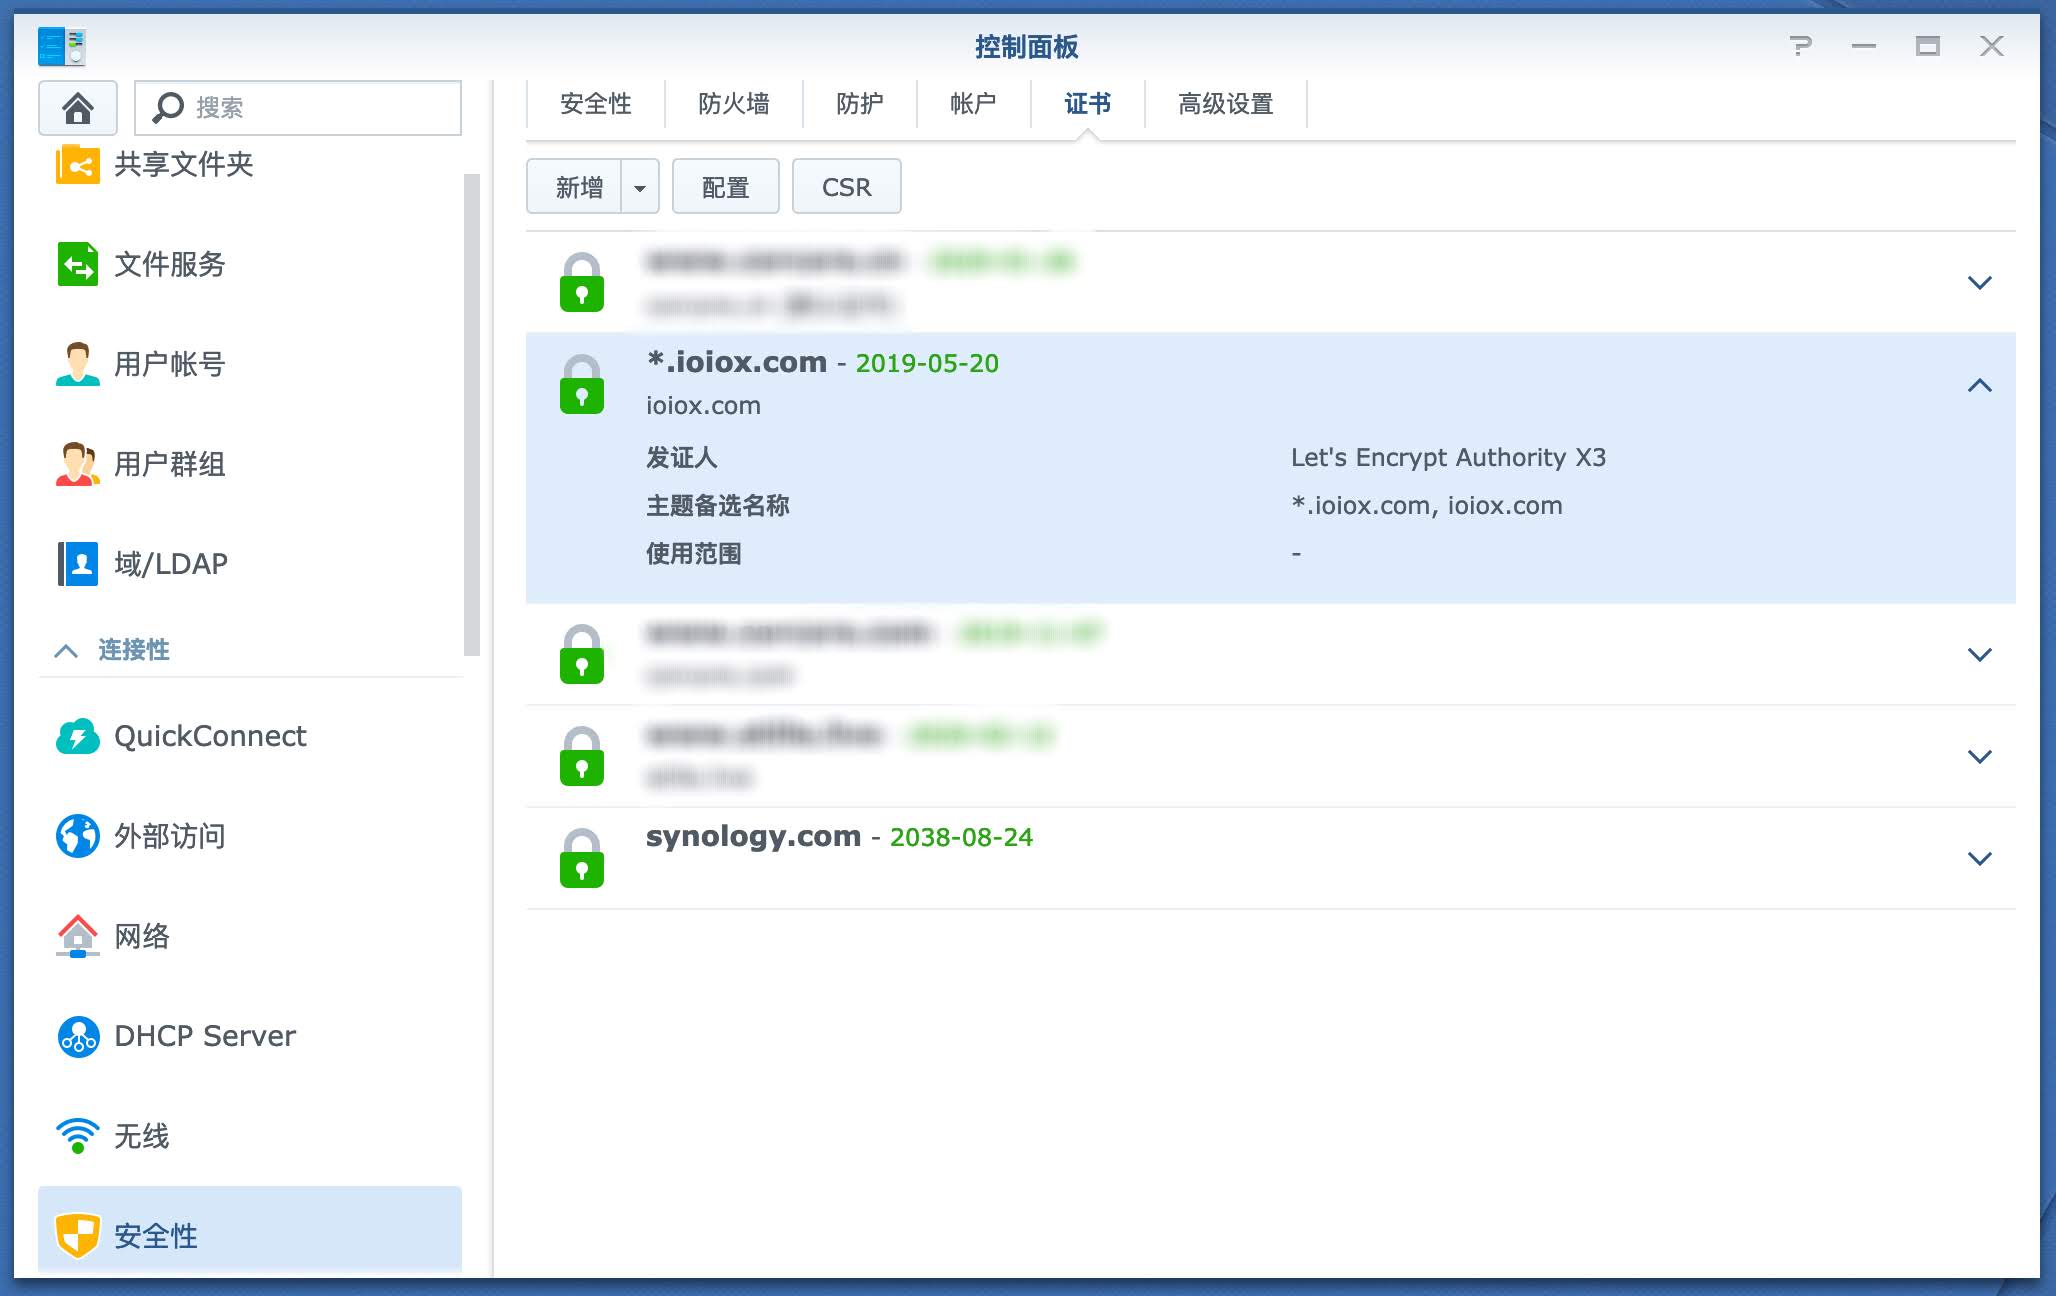 控制面板
搜索
共享文件夹
文件服务
用户帐号
用户群组
域/LDAP
连接性
QuickConnect
外部访问
网络
DHCP Server
无线
安全性
安全性 防火墙 防护 帐户 证书 高级设置
新增 配置 CSR
*.ioiox.com - 2019-05-20
ioiox.com
发证人 Let's Encrypt Authority X3
主题备选名称 *.ioiox.com, ioiox.com
使用范围 -
synology.com - 2038-08-24